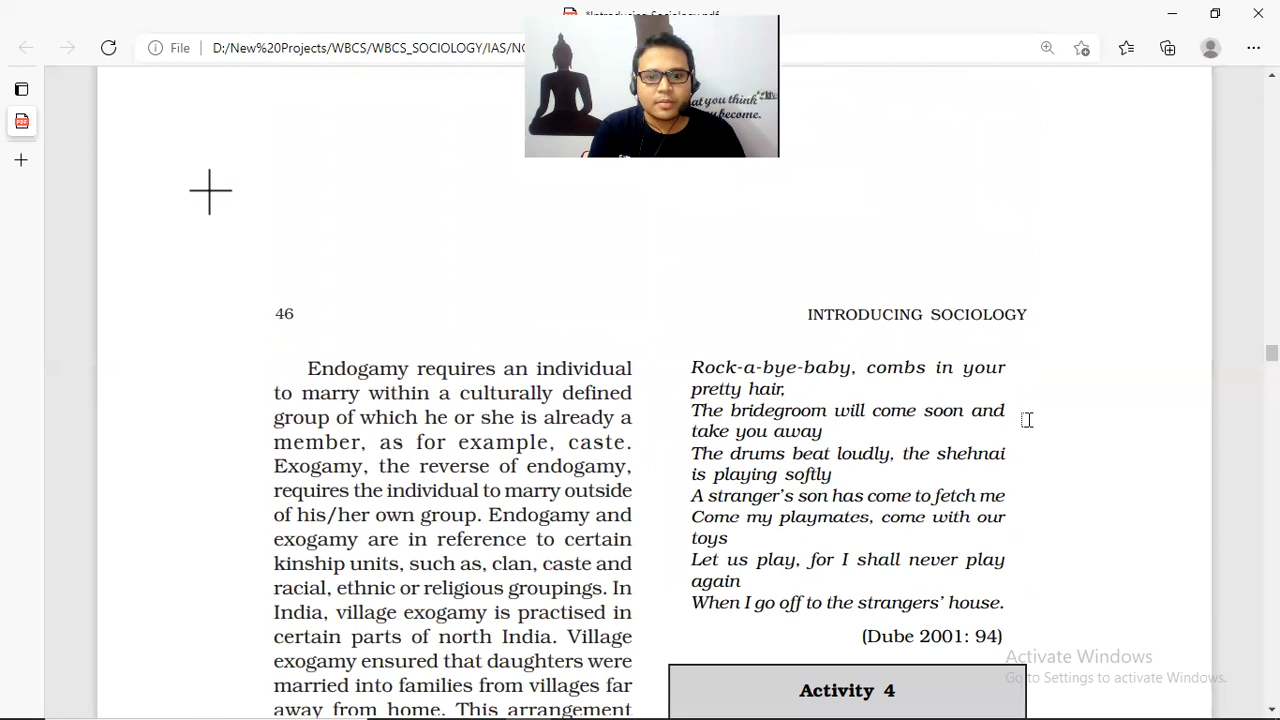 *Introducing Sociology.pdf
File
D:/New%20Projects/WBCS/WBCS_SOCIOLOGY/IAS/NC
at you think
become.
46
INTRODUCING SOCIOLOGY
Endogamy requires an individual
to marry within a culturally defined
group of which he or she is already a
member, as for example, caste.
Exogamy, the reverse of endogamy,
requires the individual to marry outside
of his/her own group. Endogamy and
exogamy are in reference to certain
kinship units, such as, clan, caste and
racial, ethnic or religious groupings. In
India, village exogamy is practised in
certain parts of north India. Village
exogamy ensured that daughters were
married into families from villages far
away from home. This arrangement
Rock-a-bye-baby, combs in your
pretty hair,
The bridegroom will come soon and
take you away
The drums beat loudly, the shehnai
is playing softly
A stranger's son has come to fetch me
Come my playmates, come with our
toys
Let us play, for I shall never play
again
When I go off to the strangers' house.
(Dube 2001: 94)
Activity 4
Activate Windows
Go to Settings to activate Windows.